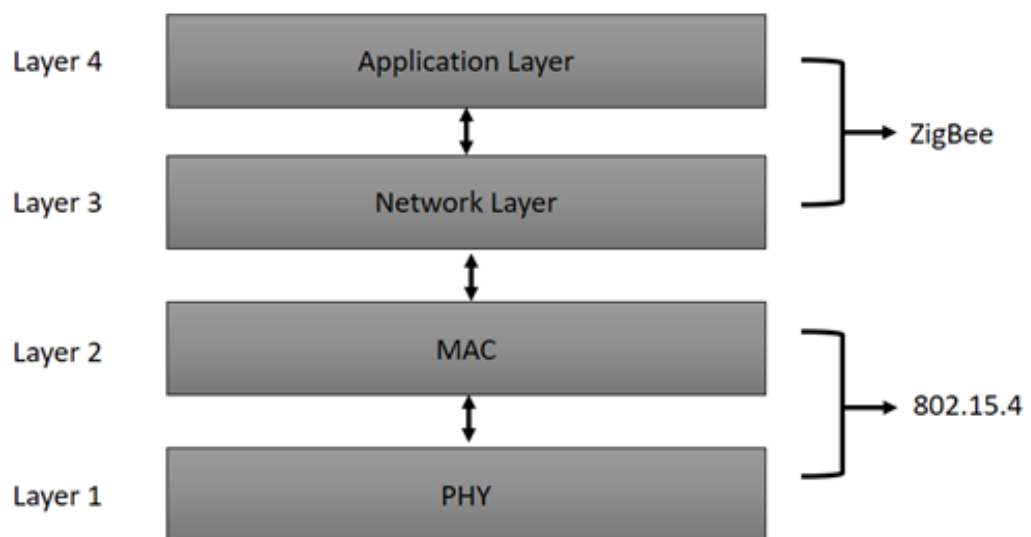 Layer 4
Application Layer
ZigBee
Layer 3
Network Layer
Layer 2
MAC
802.15.4
Layer 1
PHY